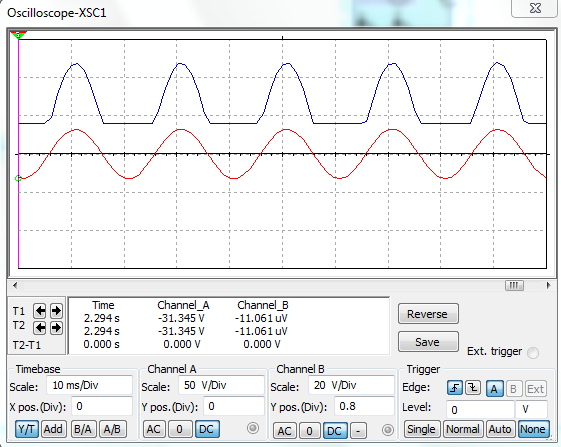 Oscilloscope-XSC1
Time Channel_A Channel_B
T1 2.294 s -31.345 V -11.061 uV
T2 2.294 s -31.345 V -11.061 uV
T2-T1 0.000 s 0.000 V 0.000 V
Reverse
Save
Ext. trigger
Timebase
Scale: 10 ms/Div
X pos.(Div): 0
Y/T Add B/A A/B
Channel A
Scale: 50 V/Div
Y pos.(Div): 0
AC 0 DC
Channel B
Scale: 20 V/Div
Y pos.(Div): 0.8
AC 0 DC -
Trigger
Edge: A B Ext
Level: 0 V
Single Normal Auto None